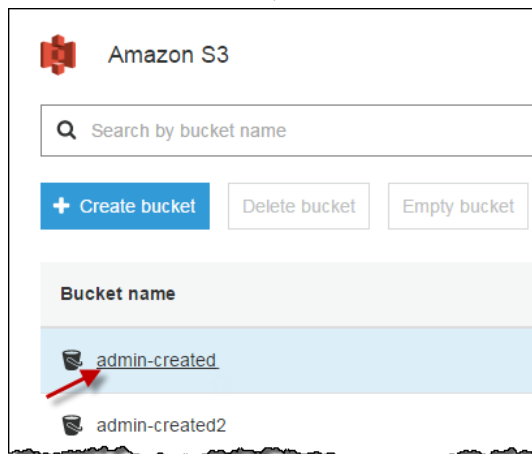 Amazon S3
Search by bucket name
+ Create bucket Delete bucket Empty bucket
Bucket name
admin-created
admin-created2